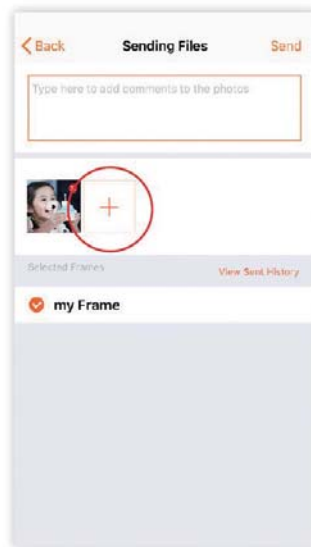 Back Sending Files Send
Type here to add comments to the photos
Selected Frames View Sent History
my Frame